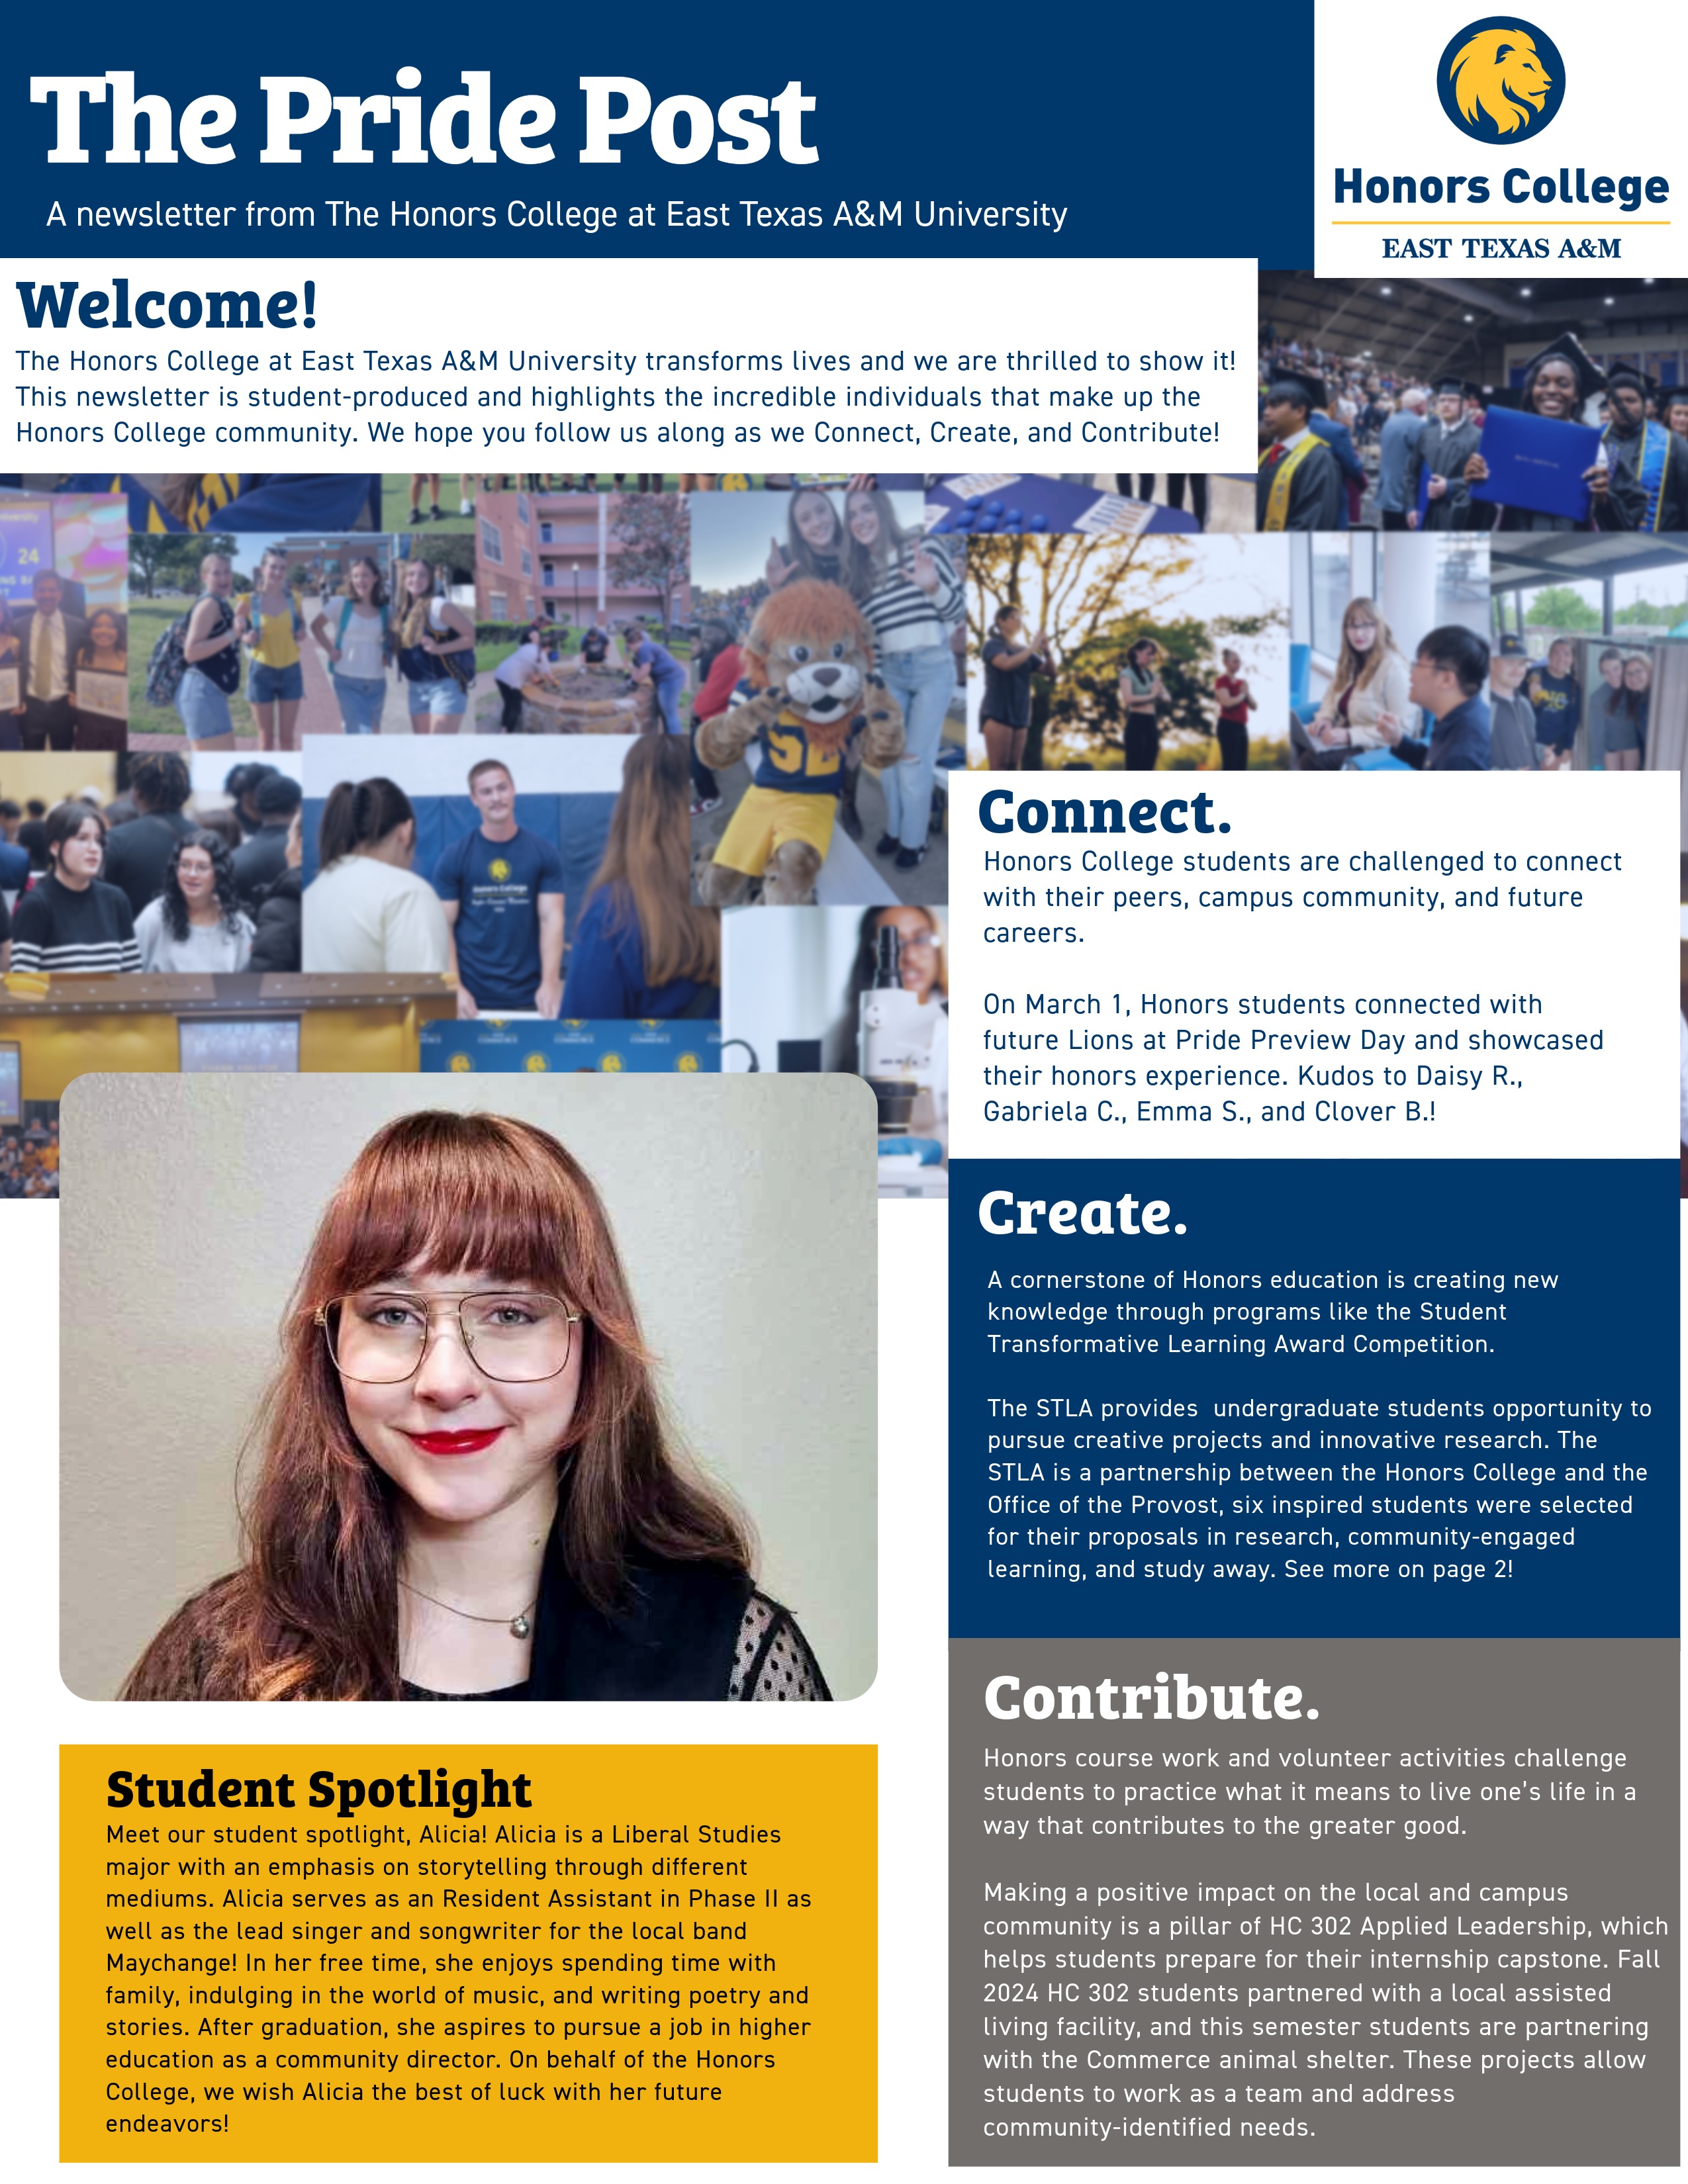 The Pride Post
A newsletter from The Honors College at East Texas A&M University
Honors College
EAST TEXAS A&M
Welcome!
The Honors College at East Texas A&M University transforms lives and we are thrilled to show it!
This newsletter is student-produced and highlights the incredible individuals that make up the
Honors College community. We hope you follow us along as we Connect, Create, and Contribute!
24
Honors College
Connect.
Honors College students are challenged to connect
with their peers, campus community, and future
careers.
On March 1, Honors students connected with
future Lions at Pride Preview Day and showcased
their honors experience. Kudos to Daisy R.,
Gabriela C., Emma S., and Clover B.!
Create.
A cornerstone of Honors education is creating new
knowledge through programs like the Student
Transformative Learning Award Competition.
The STLA provides  undergraduate students opportunity to
pursue creative projects and innovative research. The
STLA is a partnership between the Honors College and the
Office of the Provost, six inspired students were selected
for their proposals in research, community-engaged
learning, and study away. See more on page 2!
Contribute.
Honors course work and volunteer activities challenge
students to practice what it means to live one’s life in a
way that contributes to the greater good.
Making a positive impact on the local and campus
community is a pillar of HC 302 Applied Leadership, which
helps students prepare for their internship capstone. Fall
2024 HC 302 students partnered with a local assisted
living facility, and this semester students are partnering
with the Commerce animal shelter. These projects allow
students to work as a team and address
community-identified needs.
Student Spotlight
Meet our student spotlight, Alicia! Alicia is a Liberal Studies
major with an emphasis on storytelling through different
mediums. Alicia serves as an Resident Assistant in Phase II as
well as the lead singer and songwriter for the local band
Maychange! In her free time, she enjoys spending time with
family, indulging in the world of music, and writing poetry and
stories. After graduation, she aspires to pursue a job in higher
education as a community director. On behalf of the Honors
College, we wish Alicia the best of luck with her future
endeavors!